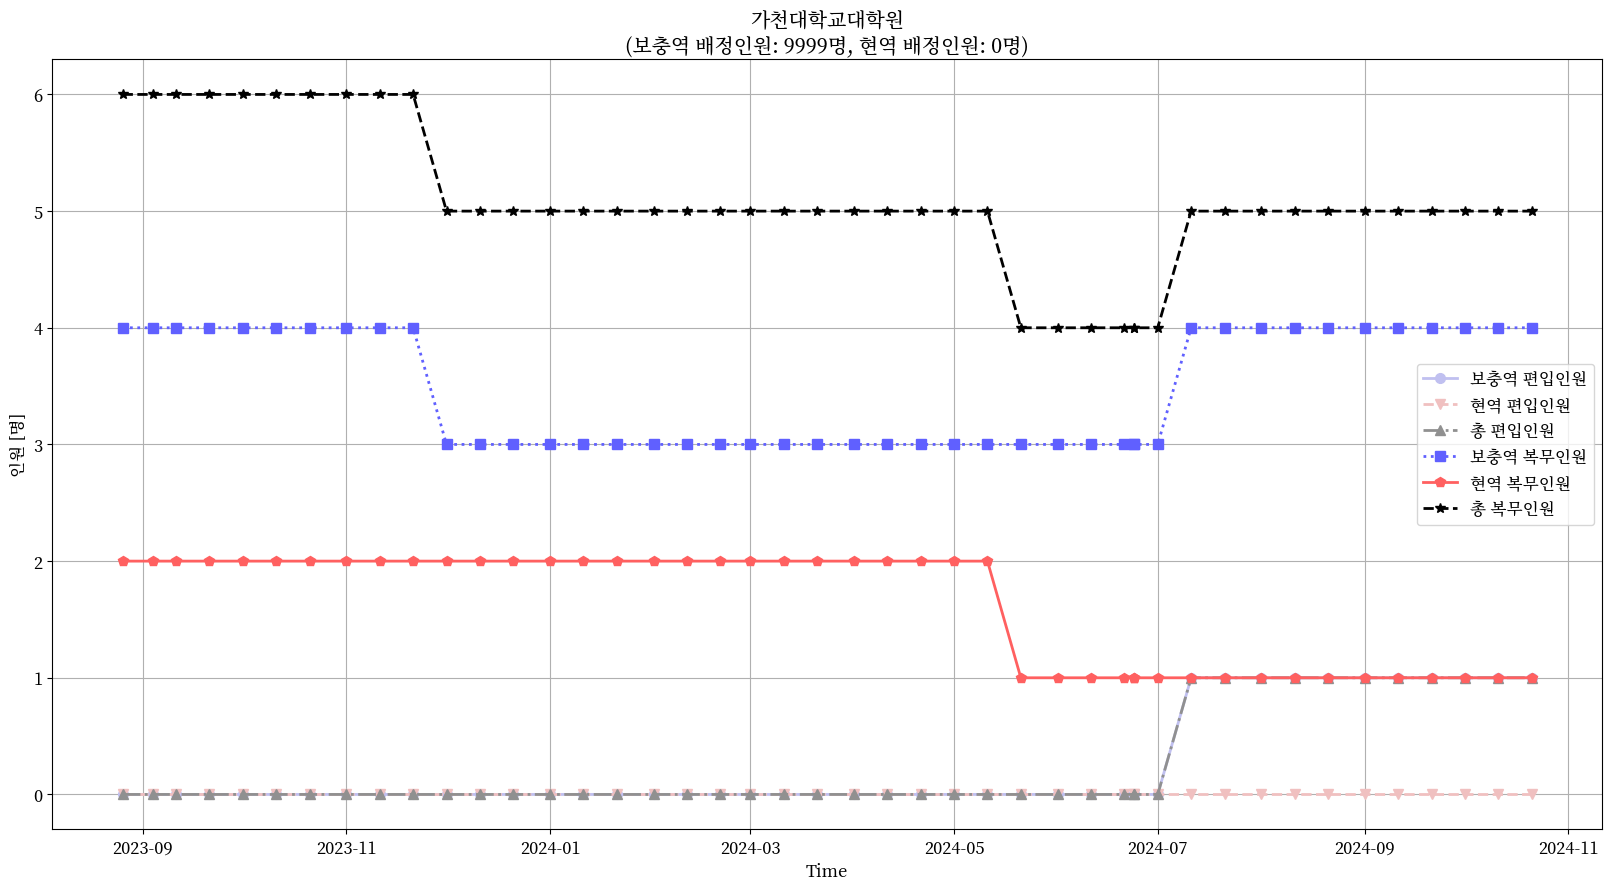 가천대학교대학원
(보충역 배정인원: 9999명, 현역 배정인원: 0명)
6
5
4
3
2
1
0
인원 [명]
보충역 편입인원
현역 편입인원
총 편입인원
보충역 복무인원
현역 복무인원
총 복무인원
2023-09
2023-11
2024-01
2024-03
2024-05
2024-07
2024-09
2024-11
Time